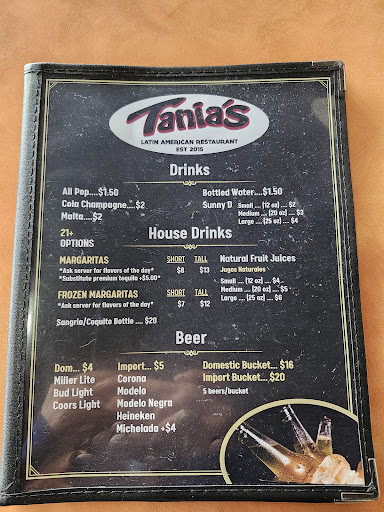 Tania's
LATIN AMERICAN RESTAURANT
EST 2015
Drinks
All Pop....$1.50
Cola Champagne....$2
Malta....$2
Bottled Water....$1.50
Sunny D Small .... (12 oz) .... $2
Medium .... (20 oz) .... $3
Large .... (25 oz) .... $4
21+
OPTIONS
House Drinks
MARGARITAS SHORT TALL
*Ask server for flavors of the day* $8 $13
*Substitute premium tequila +$5.00*
FROZEN MARGARITAS SHORT TALL
*Ask server for flavors of the day* $7 $12
Sangria/Coquito Bottle .... $20
Natural Fruit Juices
Jugos Naturales
Small .... (12 oz) .... $4
Medium .... (20 oz) .... $5
Large .... (25 oz) .... $6
Beer
Dom... $4
Miller Lite
Bud Light
Coors Light
Import... $5
Corona
Modelo
Modelo Negra
Heineken
Michelada +$4
Domestic Bucket.... $16
Import Bucket.... $20
5 beers/bucket